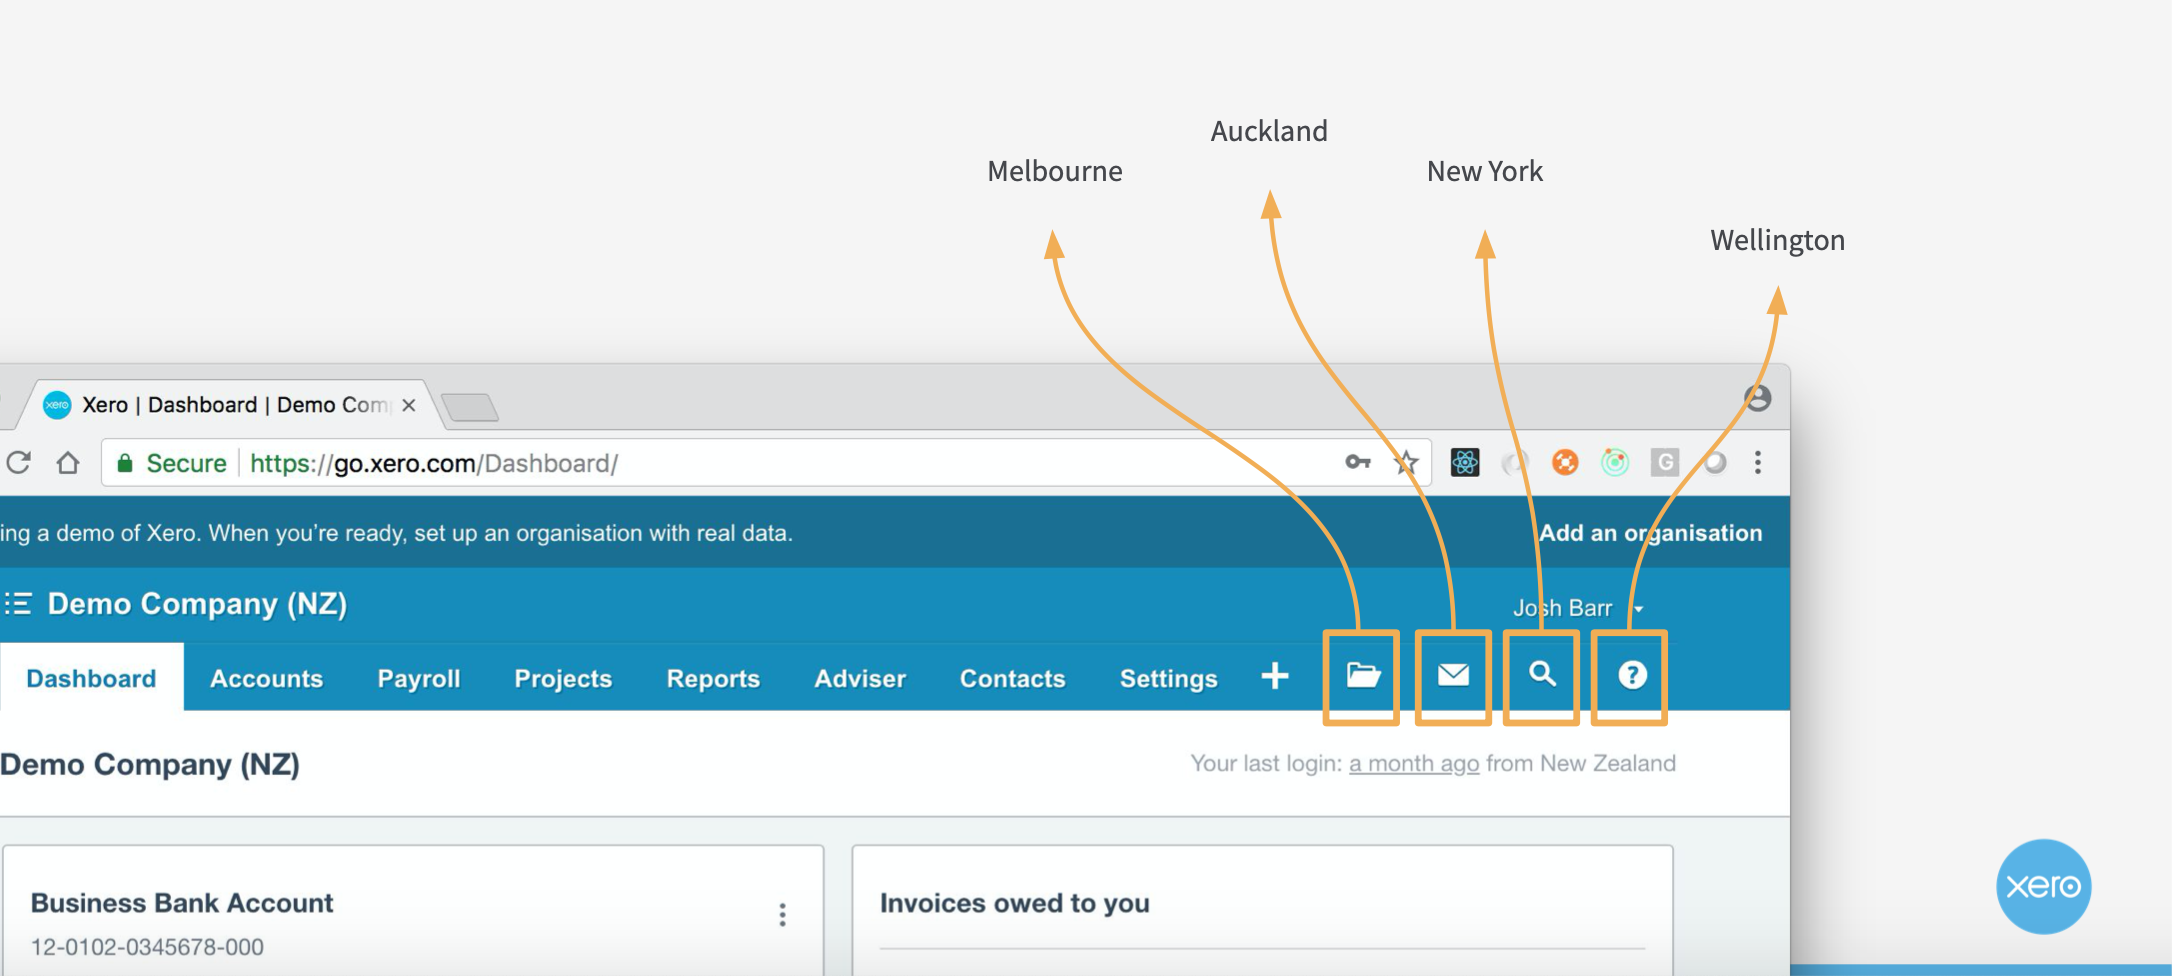 Auckland
Melbourne
New York
Wellington
xero
Xero | Dashboard | Demo Com
Secure
https://go.xero.com/Dashboard/
G
ing a demo of Xero. When you’re ready, set up an organisation with real data.
Add an organisation
Demo Company (NZ)
Josh Barr
Dashboard
Accounts
Payroll
Projects
Reports
Adviser
Contacts
Settings
+
?
Demo Company (NZ)
Your last login: a month ago from New Zealand
Business Bank Account
12-0102-0345678-000
Invoices owed to you
xero